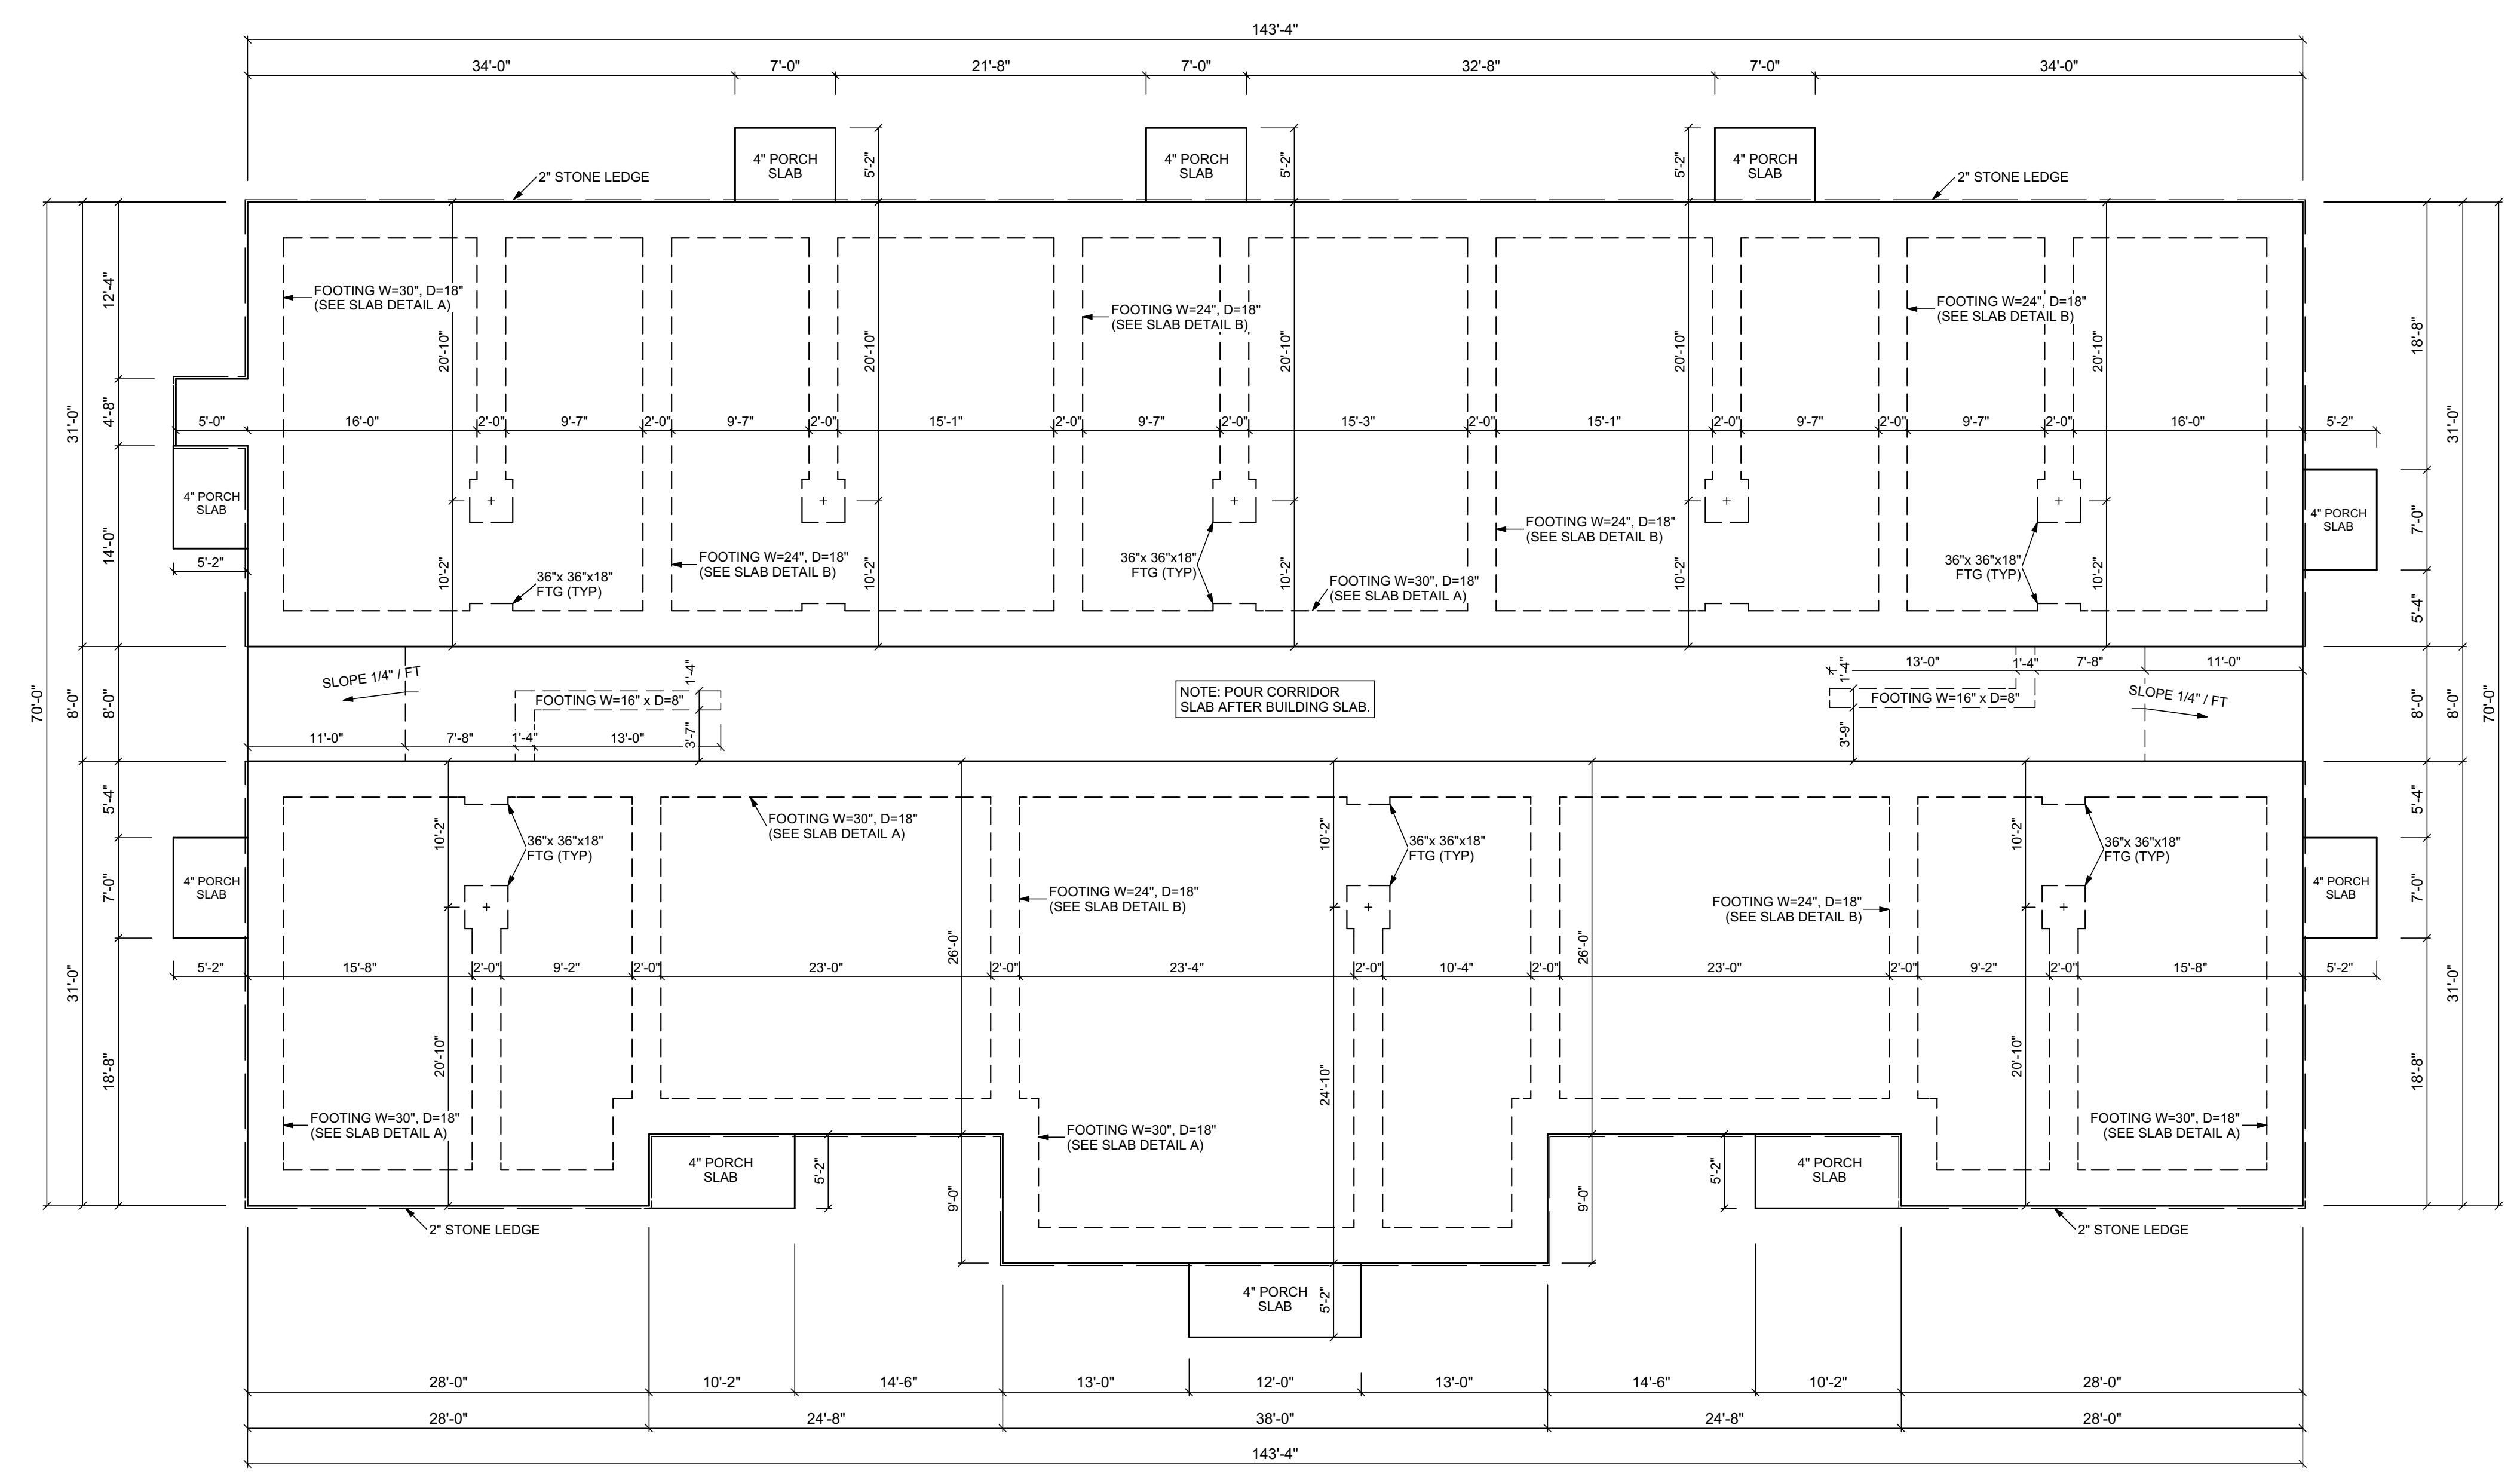 143'-4"
34'-0" 7'-0" 21'-8" 7'-0" 32'-8" 7'-0" 34'-0"
4" PORCH
SLAB
5'-2"
4" PORCH
SLAB
5'-2"
5'-2"
4" PORCH
SLAB
2" STONE LEDGE
2" STONE LEDGE
70'-0"
31'-0"
8'-0"
31'-0"
12'-4"
4'-8"
14'-0"
8'-0"
5'-4"
7'-0"
18'-8"
FOOTING W=30", D=18"
(SEE SLAB DETAIL A)
FOOTING W=24", D=18"
(SEE SLAB DETAIL B)
FOOTING W=24", D=18"
(SEE SLAB DETAIL B)
20'-10"
20'-10"
20'-10"
20'-10"
20'-10"
5'-0" 16'-0" 2'-0" 9'-7" 2'-0" 9'-7" 2'-0" 15'-1" 2'-0" 9'-7" 2'-0" 15'-3" 2'-0" 15'-1" 2'-0" 9'-7" 2'-0" 9'-7" 2'-0" 16'-0" 5'-2"
4" PORCH
SLAB
5'-2"
4" PORCH
SLAB
10'-2"
10'-2"
10'-2"
10'-2"
10'-2"
36"x 36"x18"
FTG (TYP)
FOOTING W=24", D=18"
(SEE SLAB DETAIL B)
36"x 36"x18"
FTG (TYP)
FOOTING W=30", D=18"
(SEE SLAB DETAIL A)
FOOTING W=24", D=18"
(SEE SLAB DETAIL B)
36"x 36"x18"
FTG (TYP)
18'-8"
7'-0"
5'-4"
8'-0"
5'-4"
7'-0"
18'-8"
31'-0"
8'-0"
31'-0"
70'-0"
SLOPE 1/4" / FT
FOOTING W=16" x D=8"
1'-4"
3'-7"
11'-0" 7'-8" 1'-4" 13'-0"
NOTE: POUR CORRIDOR
SLAB AFTER BUILDING SLAB.
13'-0" 1'-4" 7'-8" 11'-0"
1'-4"
FOOTING W=16" x D=8"
3'-9"
SLOPE 1/4" / FT
10'-2"
36"x 36"x18"
FTG (TYP)
FOOTING W=30", D=18"
(SEE SLAB DETAIL A)
10'-2"
36"x 36"x18"
FTG (TYP)
10'-2"
36"x 36"x18"
FTG (TYP)
4" PORCH
SLAB
FOOTING W=24", D=18"
(SEE SLAB DETAIL B)
FOOTING W=24", D=18"
(SEE SLAB DETAIL B)
4" PORCH
SLAB
26'-0"
26'-0"
5'-2" 15'-8" 2'-0" 9'-2" 2'-0" 23'-0" 2'-0" 23'-4" 2'-0" 10'-4" 2'-0" 23'-0" 2'-0" 9'-2" 2'-0" 15'-8" 5'-2"
20'-10"
24'-10"
20'-10"
FOOTING W=30", D=18"
(SEE SLAB DETAIL A)
FOOTING W=30", D=18"
(SEE SLAB DETAIL A)
FOOTING W=30", D=18"
(SEE SLAB DETAIL A)
4" PORCH
SLAB
5'-2"
9'-0"
9'-0"
5'-2"
4" PORCH
SLAB
2" STONE LEDGE
2" STONE LEDGE
4" PORCH
SLAB
5'-2"
28'-0" 10'-2" 14'-6" 13'-0" 12'-0" 13'-0" 14'-6" 10'-2" 28'-0"
28'-0" 24'-8" 38'-0" 24'-8" 28'-0"
143'-4"